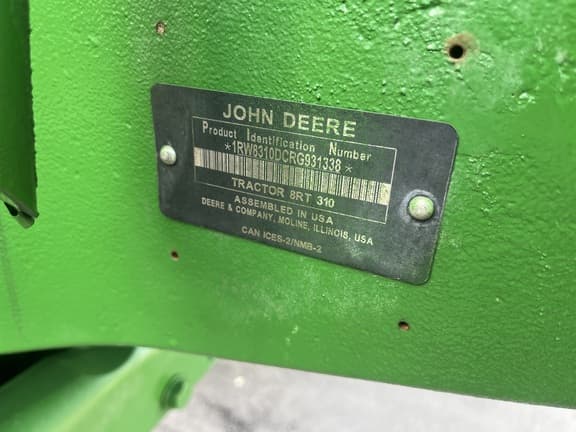 JOHN DEERE
Product Identification Number
*1RW8310DCRG931338*
TRACTOR 8RT 310
ASSEMBLED IN USA
DEERE & COMPANY, MOLINE, ILLINOIS, USA
CAN ICES-2/NMB-2